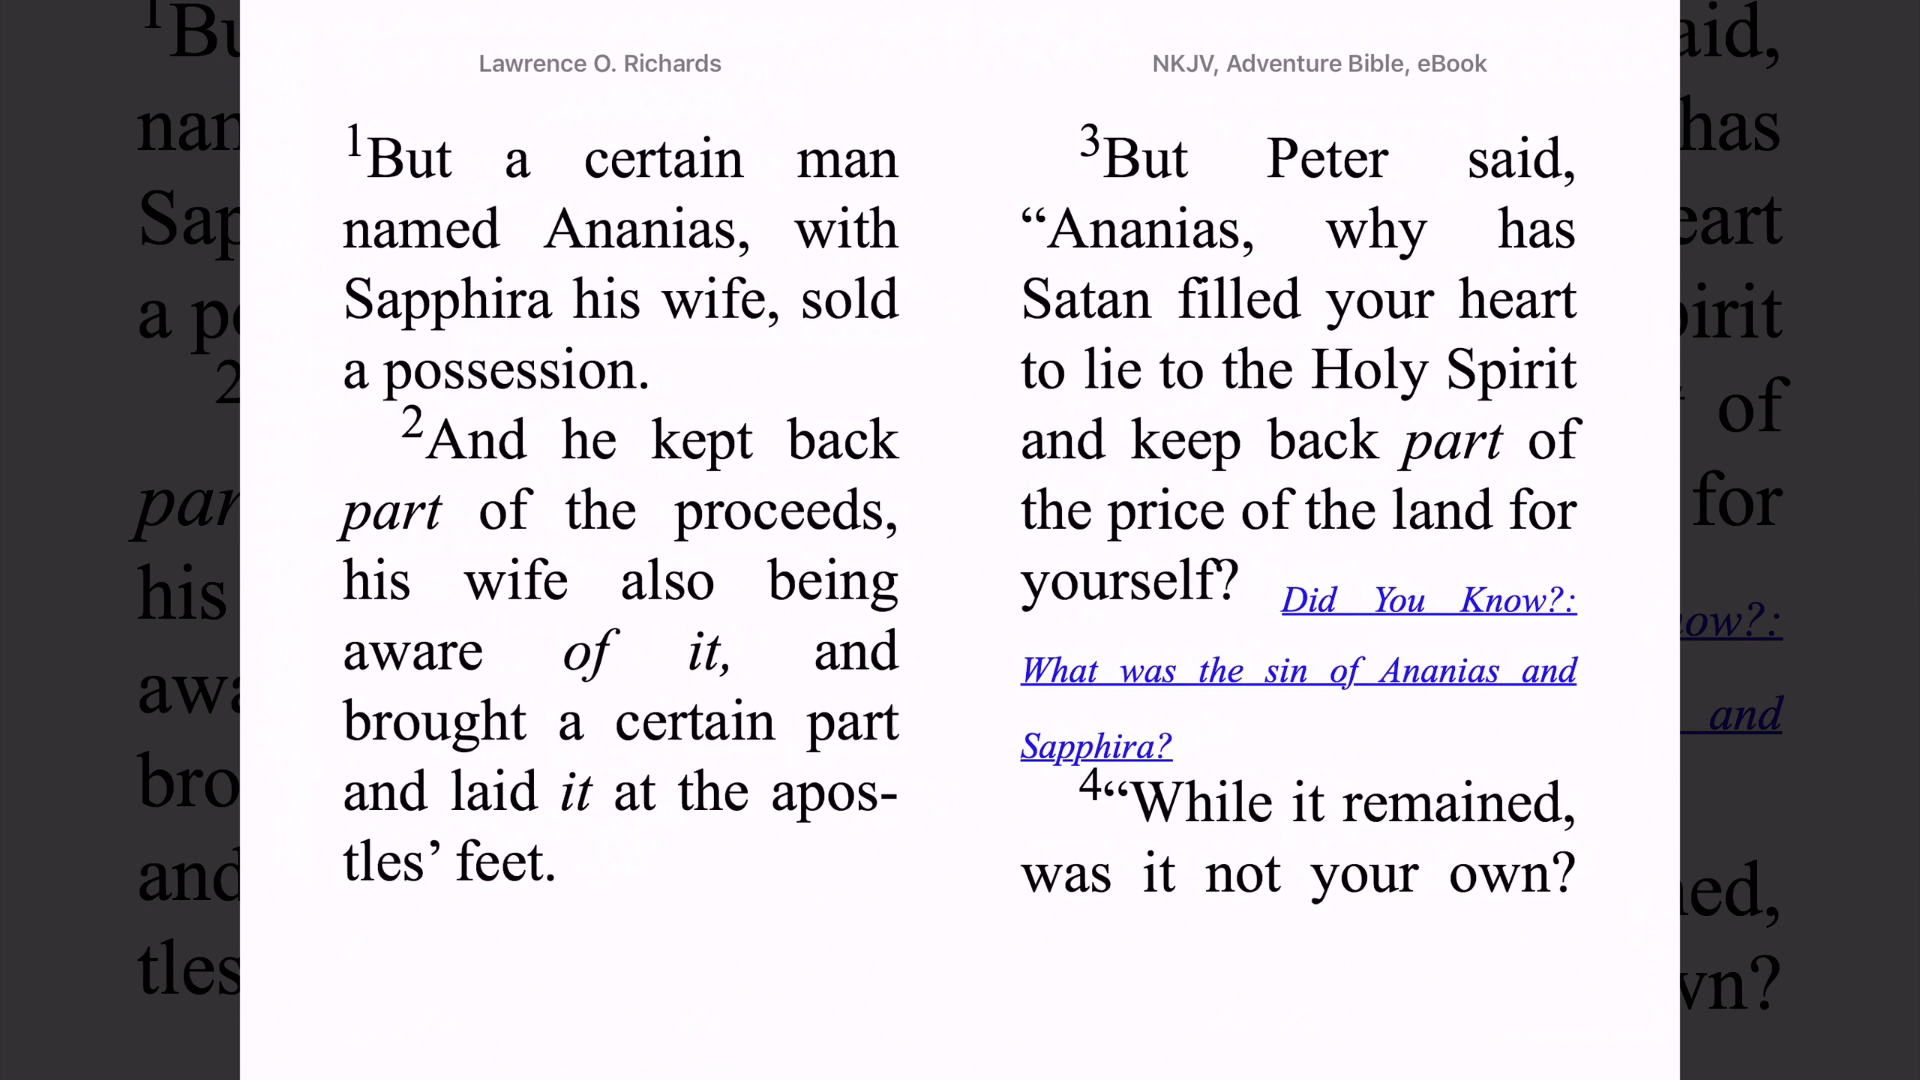 Lawrence O. Richards
1But a certain man
named Ananias, with
Sapphira his wife, sold
a possession.
2And he kept back
part of the proceeds,
his wife also being
aware of it, and
brought a certain part
and laid it at the apos-
tles’ feet.
NKJV, Adventure Bible, eBook
3But Peter said,
“Ananias, why has
Satan filled your heart
to lie to the Holy Spirit
and keep back part of
the price of the land for
yourself? Did You Know?:
What was the sin of Ananias and
Sapphira?
4“While it remained,
was it not your own?